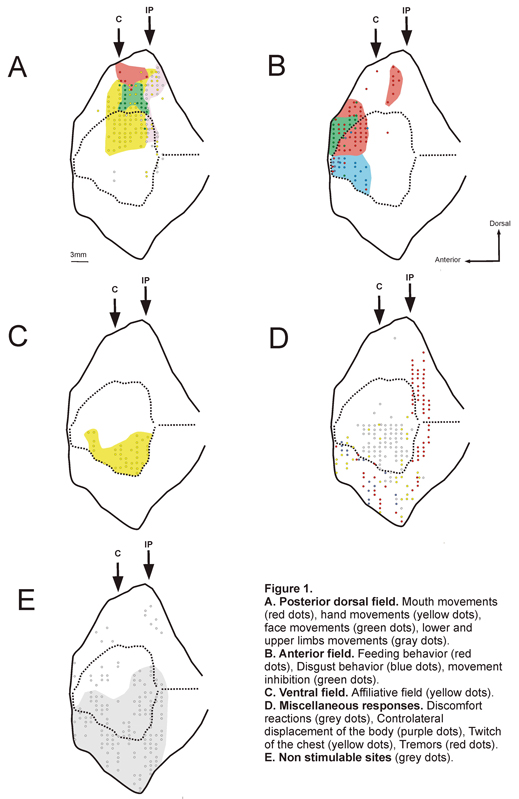 C
IP
A
3mm
C
IP
B
Dorsal
Anterior
C
IP
C
C
IP
D
C
IP
E
Figure 1.
A. Posterior dorsal field. Mouth movements
(red dots), hand movements (yellow dots),
face movements (green dots), lower and
upper limbs movements (gray dots).
B. Anterior field. Feeding behavior (red
dots), Disgust behavior (blue dots), movement
inhibition (green dots).
C. Ventral field. Affiliative field (yellow dots).
D. Miscellaneous responses. Discomfort
reactions (grey dots), Controlateral
displacement of the body (purple dots), Twitch
of the chest (yellow dots), Tremors (red dots).
E. Non stimulable sites (grey dots).